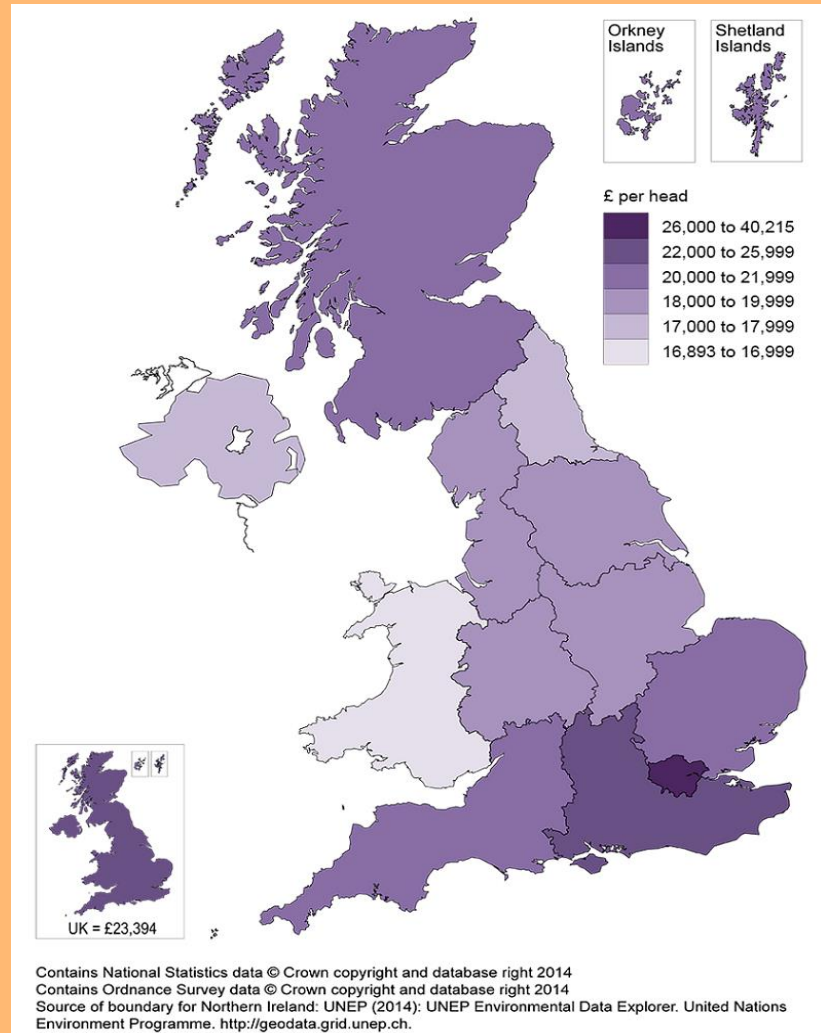 Orkney
Islands
Shetland
Islands
£ per head
26,000 to 40,215
22,000 to 25,999
20,000 to 21,999
18,000 to 19,999
17,000 to 17,999
16,893 to 16,999
UK = £23,394
Contains National Statistics data © Crown copyright and database right 2014
Contains Ordnance Survey data © Crown copyright and database right 2014
Source of boundary for Northern Ireland: UNEP (2014): UNEP Environmental Data Explorer. United Nations
Environment Programme. http://geodata.grid.unep.ch.